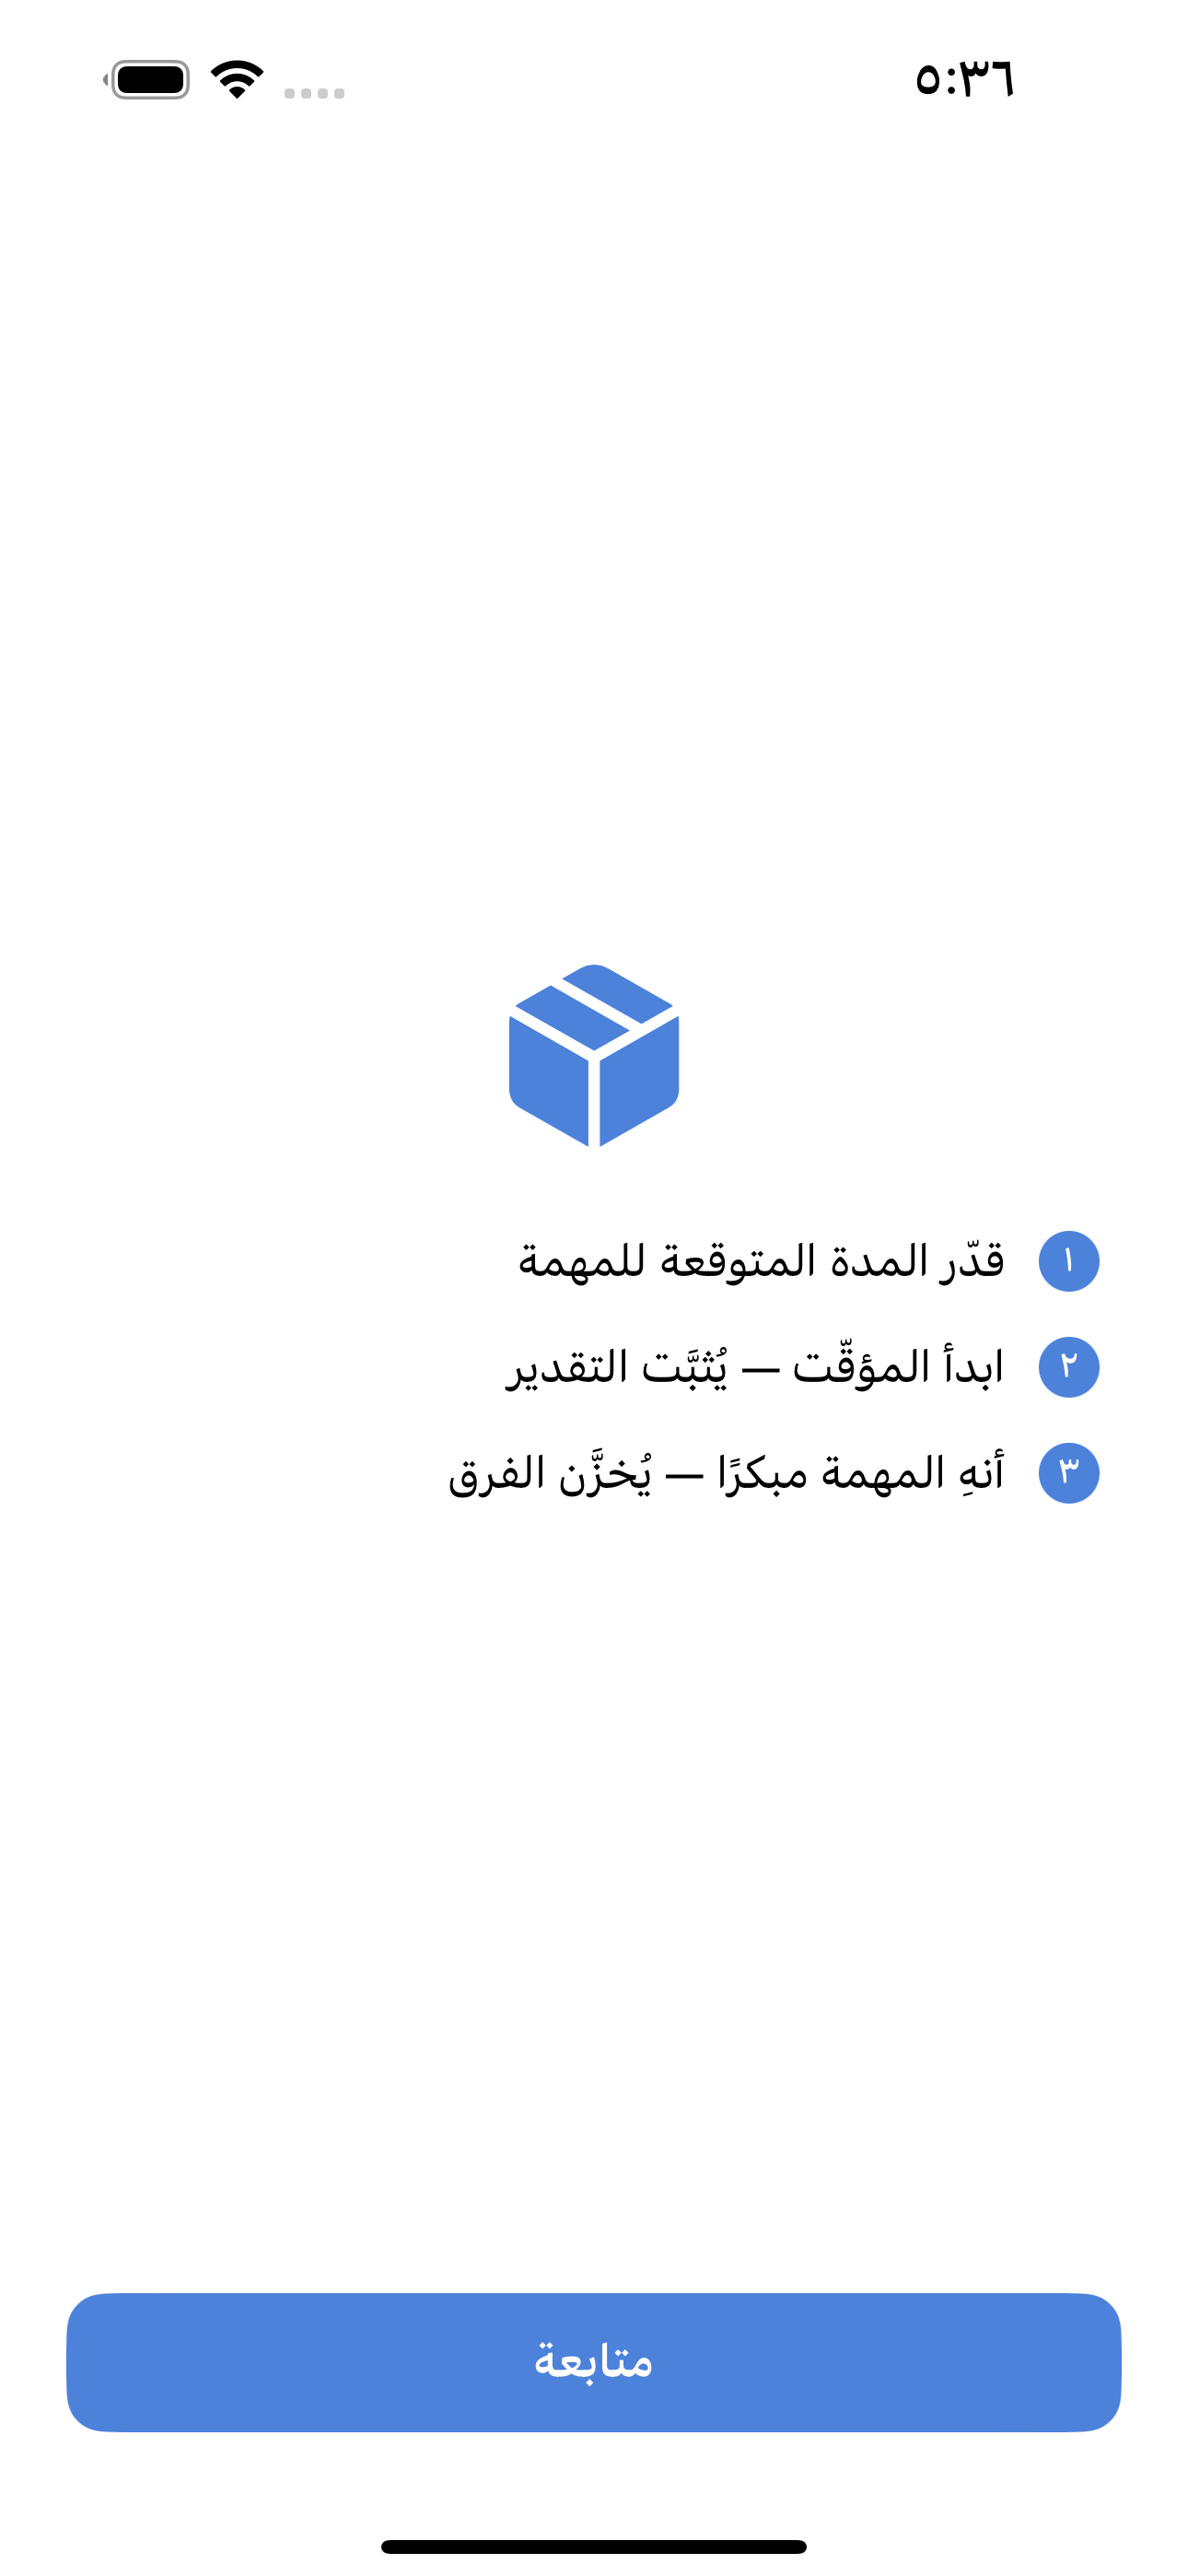 ٥:٣٦
١ قدّر المدة المتوقعة للمهمة
٢ ابدأ المؤقّت — يُثبَّت التقدير
٣ أنهِ المهمة مبكرًا — يُخزَّن الفرق
متابعة